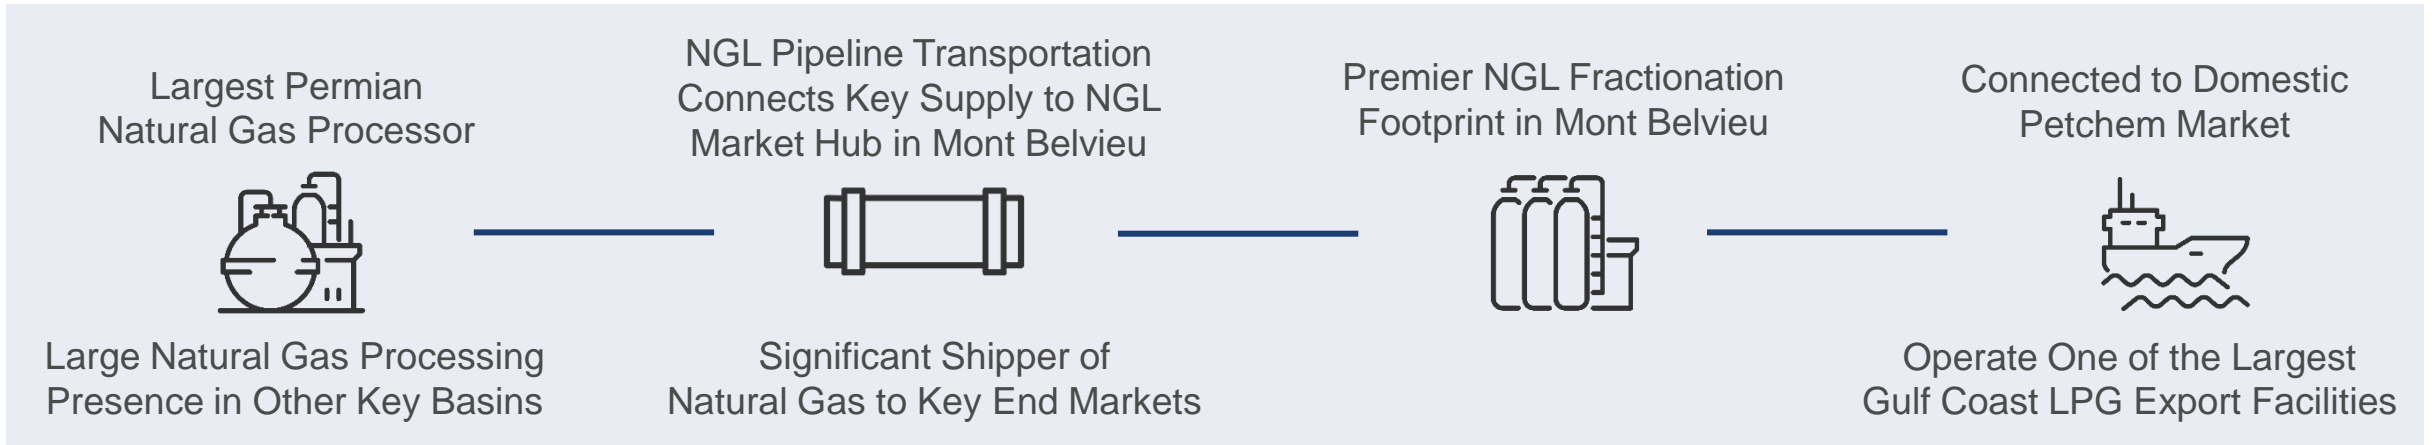 Largest Permian
Natural Gas Processor
Large Natural Gas Processing
Presence in Other Key Basins
NGL Pipeline Transportation
Connects Key Supply to NGL
Market Hub in Mont Belvieu
Significant Shipper of
Natural Gas to Key End Markets
Premier NGL Fractionation
Footprint in Mont Belvieu
Connected to Domestic
Petchem Market
Operate One of the Largest
Gulf Coast LPG Export Facilities